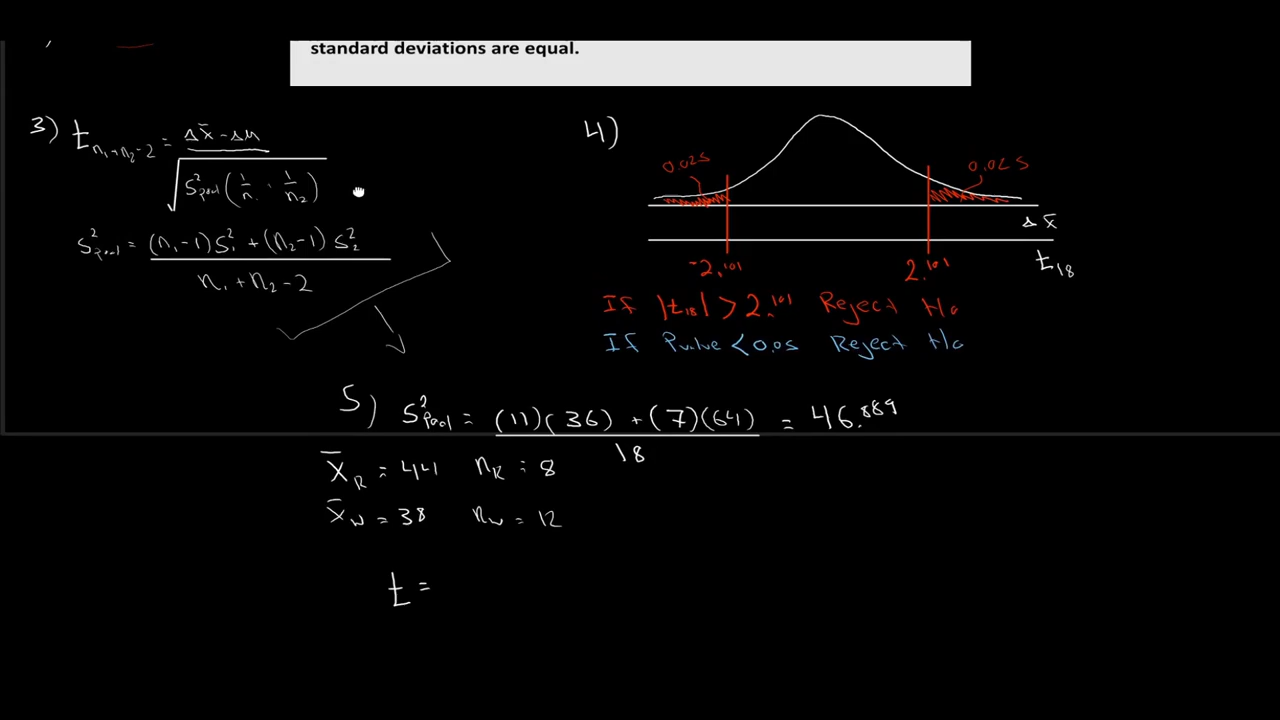 standard deviations are equal.
3) t n₁+n₂-2 = Δx̄ - Δμ
√ S²pool ( 1/n. . 1/n₂ )
S²pool = (n₁-1) S₁² + (n₂-1) S₂²
n₁ + n₂ - 2
4)
0.025 0.025
Δx̄
-2.101 2.101 t₁₈
If |t₁₈| > 2.101 Reject Ho
If Pvalue < 0.05 Reject Ho
5) S²pool = (11)(36) + (7)(64) = 46.889
18
X̄R = 44 nR = 8
X̄w = 38 nw = 12
t =